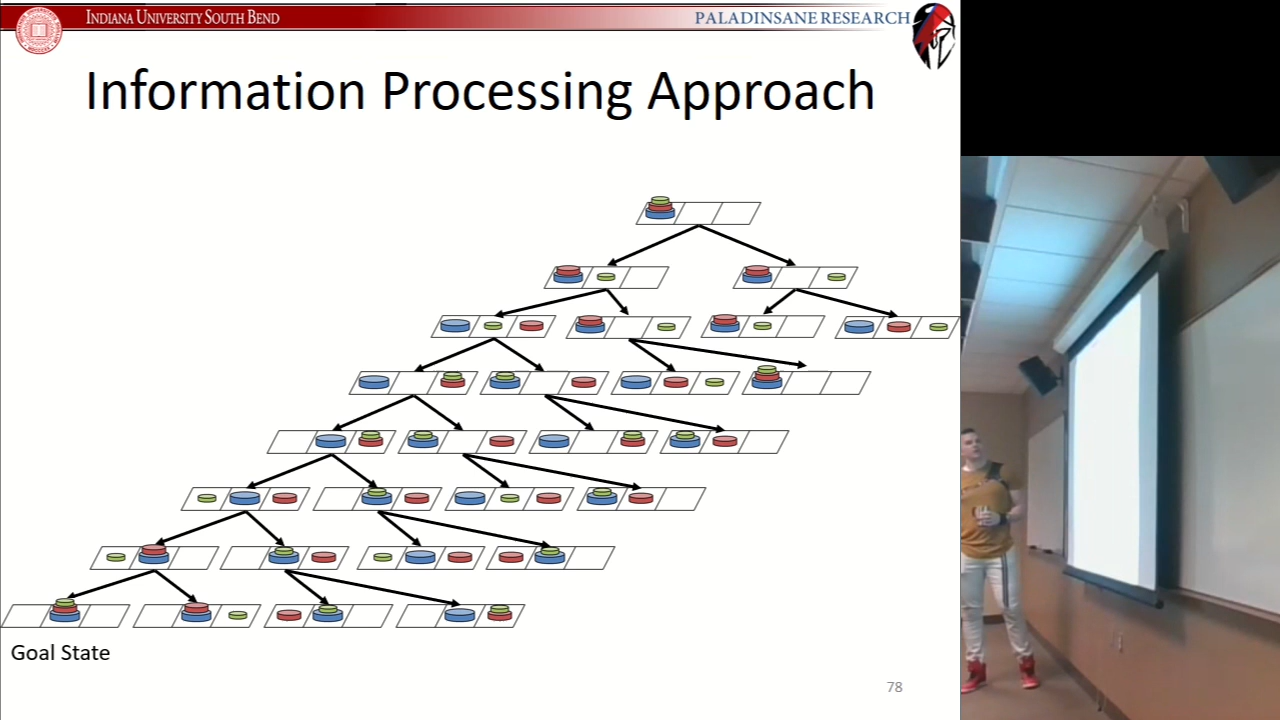 INDIANA UNIVERSITY SOUTH BEND
PALADINSANE RESEARCH
Information Processing Approach
Goal State
78